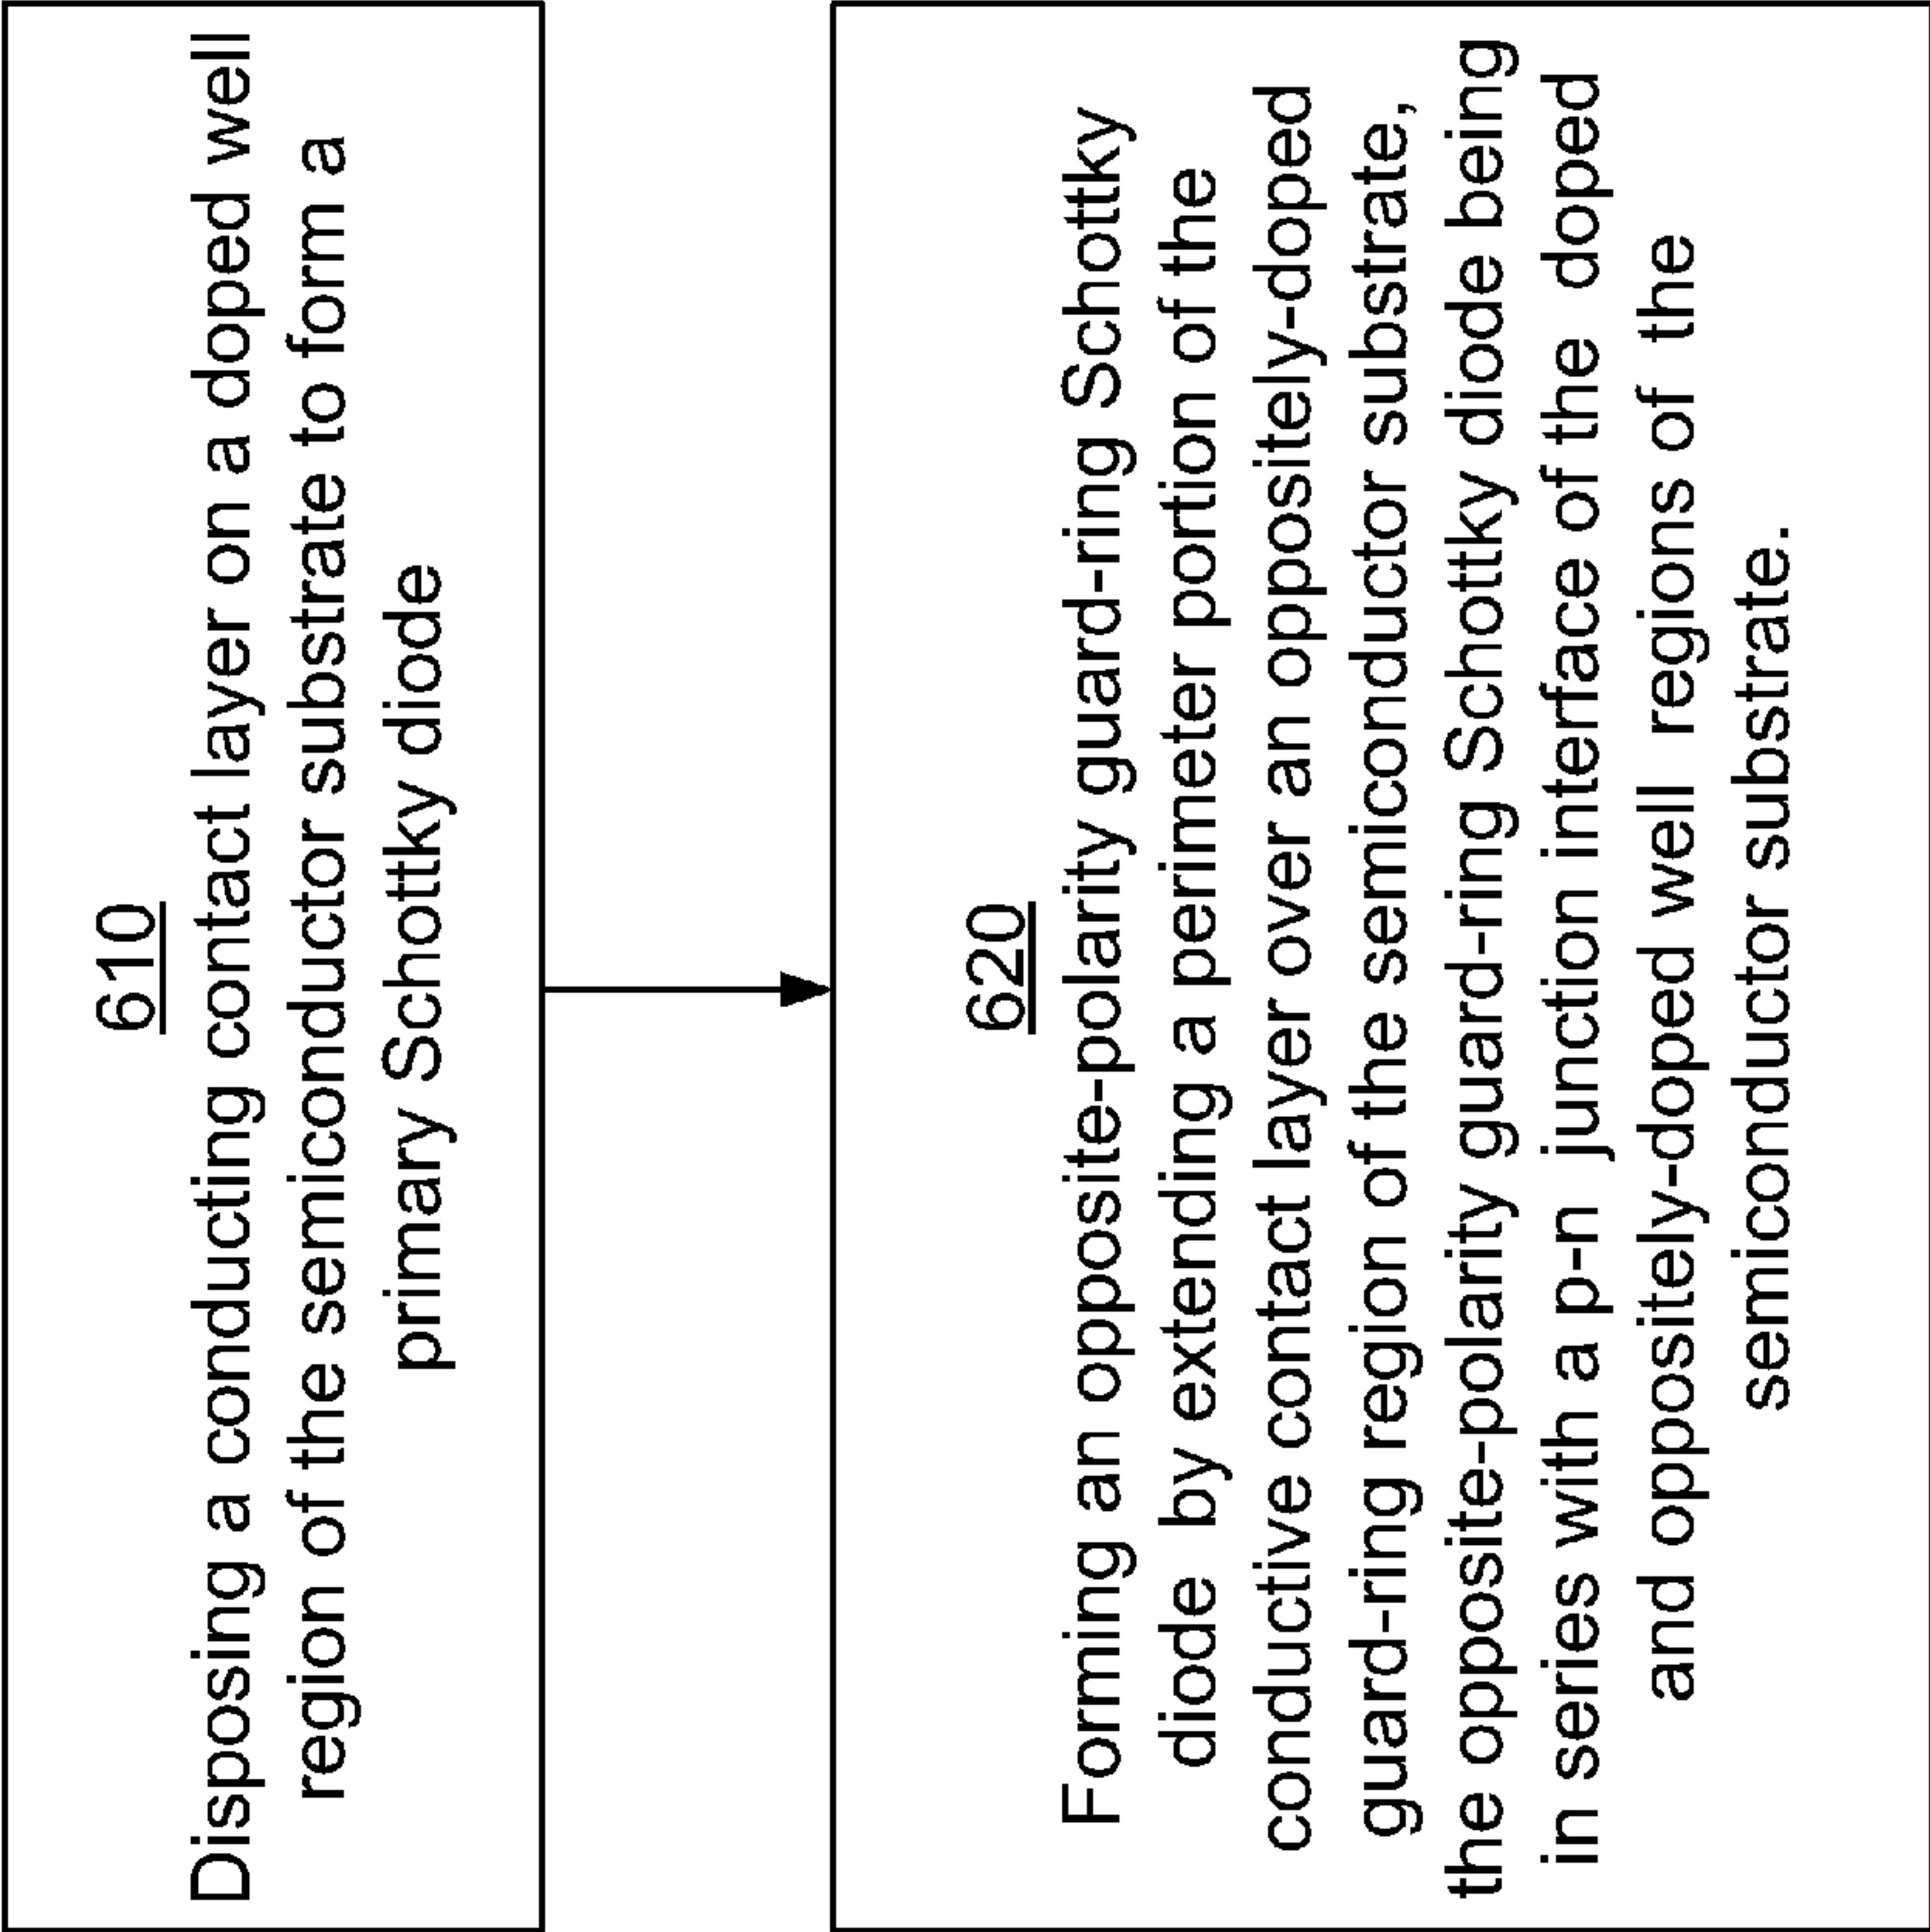 610
Disposing a conducting contact layer on a doped well
region of the semiconductor substrate to form a
primary Schottky diode
620
Forming an opposite-polarity guard-ring Schottky
diode by extending a perimeter portion of the
conductive contact layer over an oppositely-doped
guard-ring region of the semiconductor substrate,
the opposite-polarity guard-ring Schottky diode being
in series with a p-n junction interface of the doped
and oppositely-doped well regions of the
semiconductor substrate.